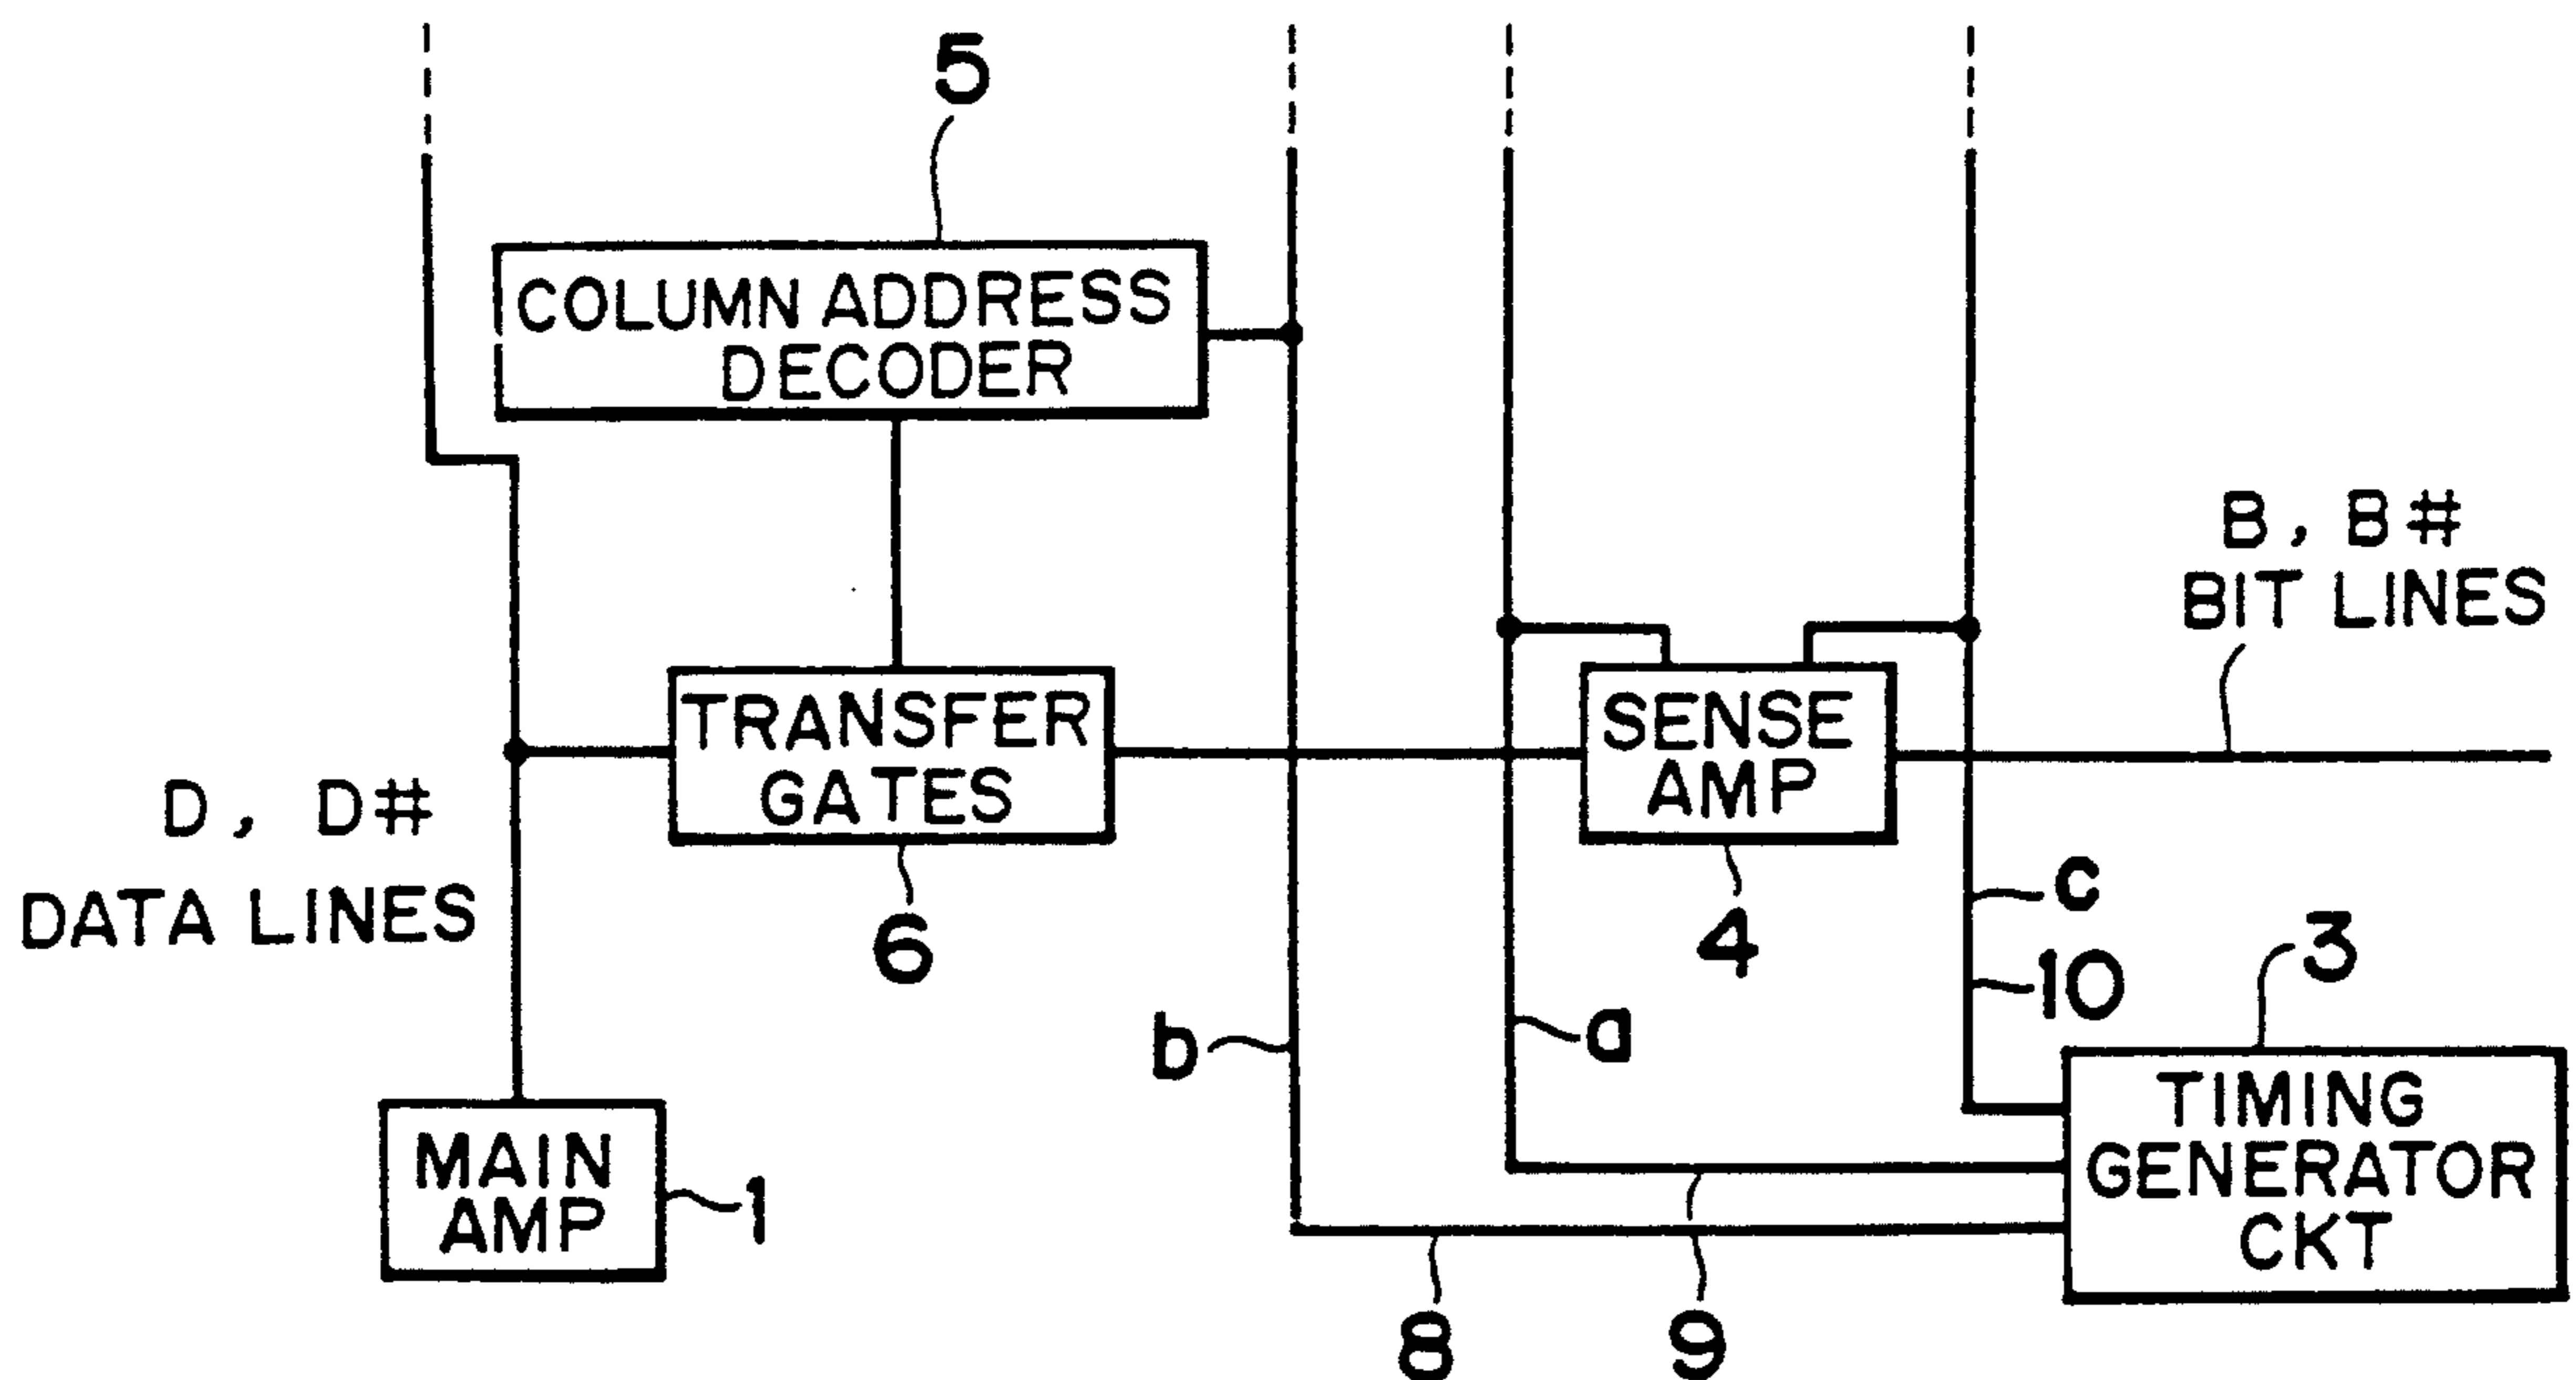 5
COLUMN ADDRESS
DECODER
B, B#
BIT LINES
TRANSFER
GATES
SENSE
AMP
D, D#
DATA LINES
6
4
c
10
3
b
a
MAIN
AMP
1
TIMING
GENERATOR
CKT
8
9